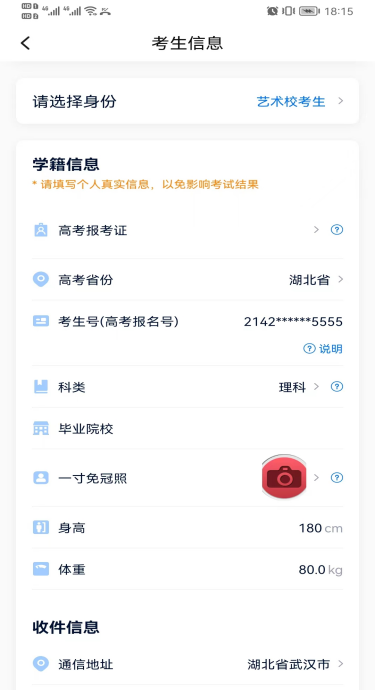 18:15
考生信息
请选择身份 艺术校考生
学籍信息
* 请填写个人真实信息，以免影响考试结果
高考报考证
高考省份 湖北省
考生号(高考报名号) 2142******5555
说明
科类 理科
毕业院校
一寸免冠照
身高 180 cm
体重 80.0 kg
收件信息
通信地址 湖北省武汉市